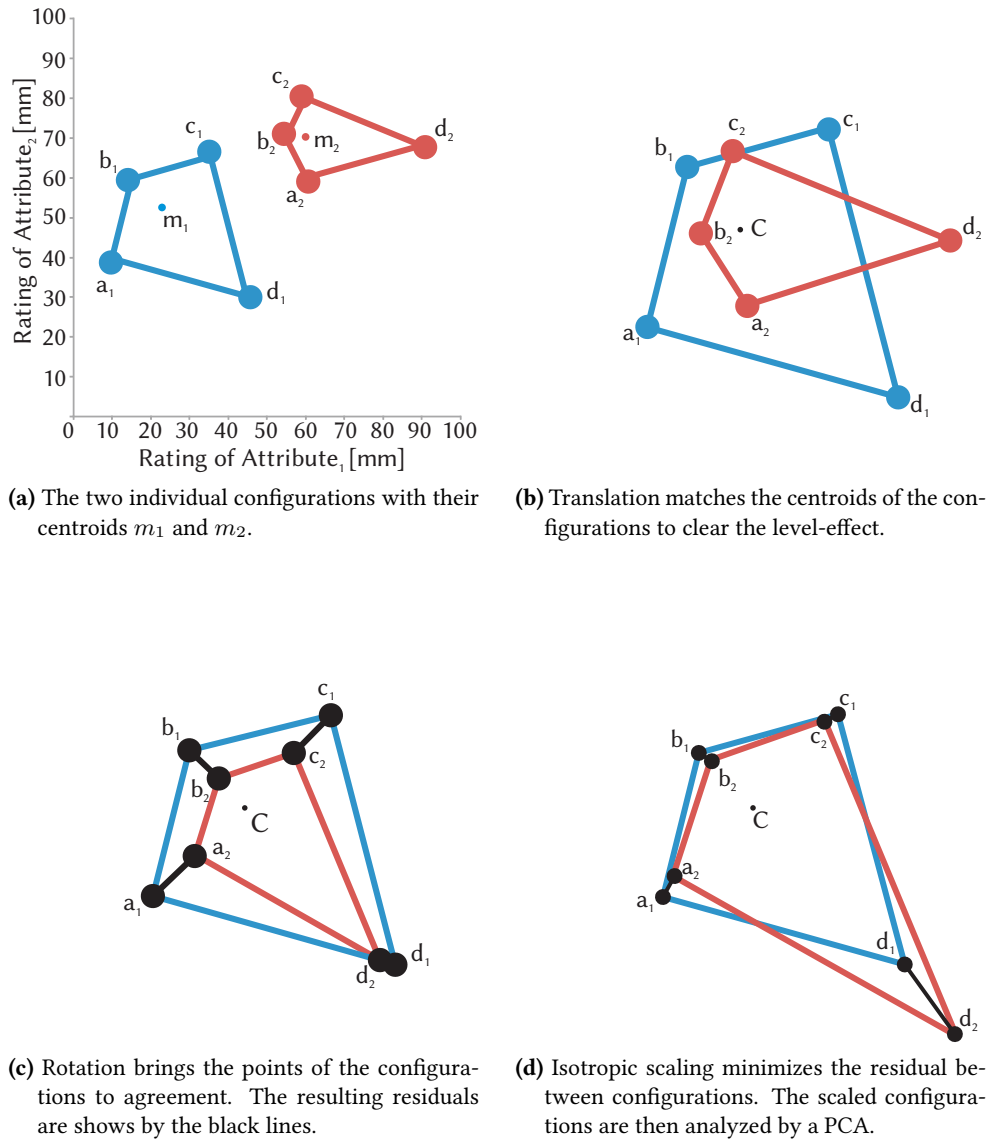 100
90
80
70
60
50
40
30
20
10
0 10 20 30 40 50 60 70 80 90 100
Rating of Attribute₂ [mm]
Rating of Attribute₁ [mm]
c₁
b₁
m₁
a₁
d₁
c₂
b₂
m₂
d₂
a₂
(a) The two individual configurations with their
centroids m₁ and m₂.
c₂
c₁
b₁
b₂
C
d₂
a₂
a₁
d₁
(b) Translation matches the centroids of the con-
figurations to clear the level-effect.
c₁
b₁
c₂
b₂
C
a₂
a₁
d₁
d₂
(c) Rotation brings the points of the configura-
tions to agreement. The resulting residuals
are shows by the black lines.
c₁
b₁
c₂
b₂
C
a₂
a₁
d₁
d₂
(d) Isotropic scaling minimizes the residual be-
tween configurations. The scaled configura-
tions are then analyzed by a PCA.